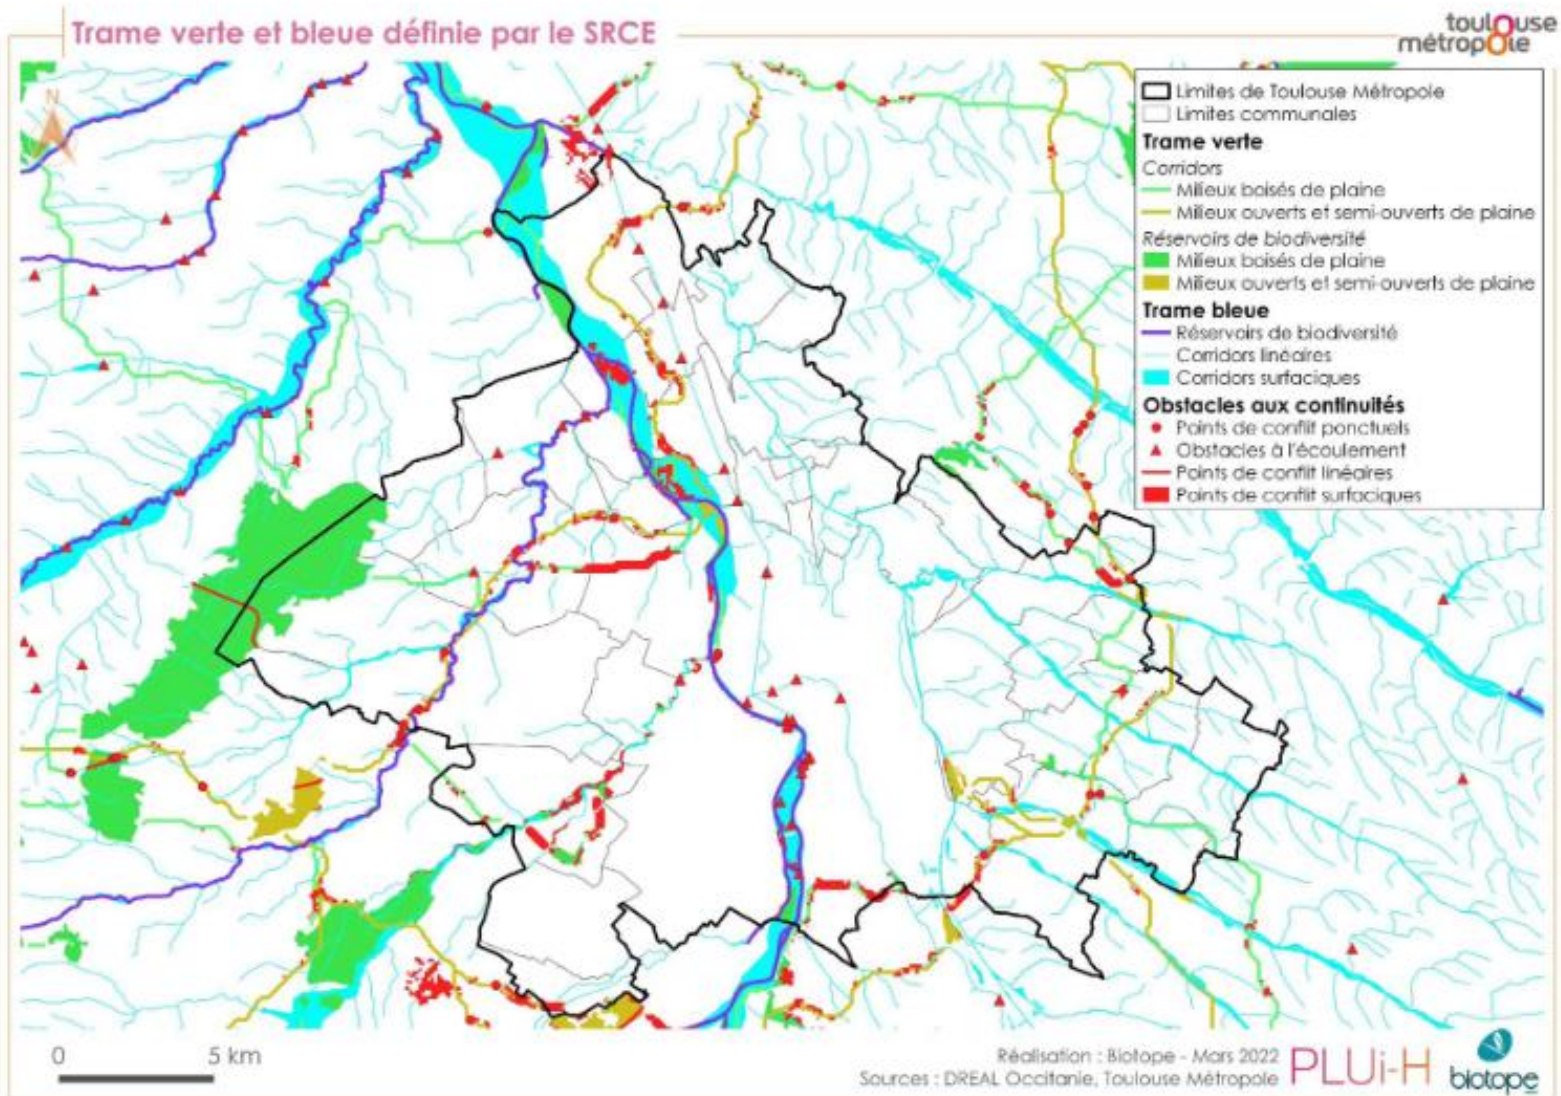 Trame verte et bleue définie par le SRCE
toulouse
métropole
N
Limites de Toulouse Métropole
Limites communales
Trame verte
Corridors
Milieux boisés de plaine
Milieux ouverts et semi-ouverts de plaine
Réservoirs de biodiversité
Milieux boisés de plaine
Milieux ouverts et semi-ouverts de plaine
Trame bleue
Réservoirs de biodiversité
Corridors linéaires
Corridors surfaciques
Obstacles aux continuités
Points de conflit ponctuels
Obstacles à l'écoulement
Points de conflit linéaires
Points de conflit surfaciques
0 5 km
Réalisation : Biotope - Mars 2022
Sources : DREAL Occitanie, Toulouse Métropole
PLUi-H
biotope